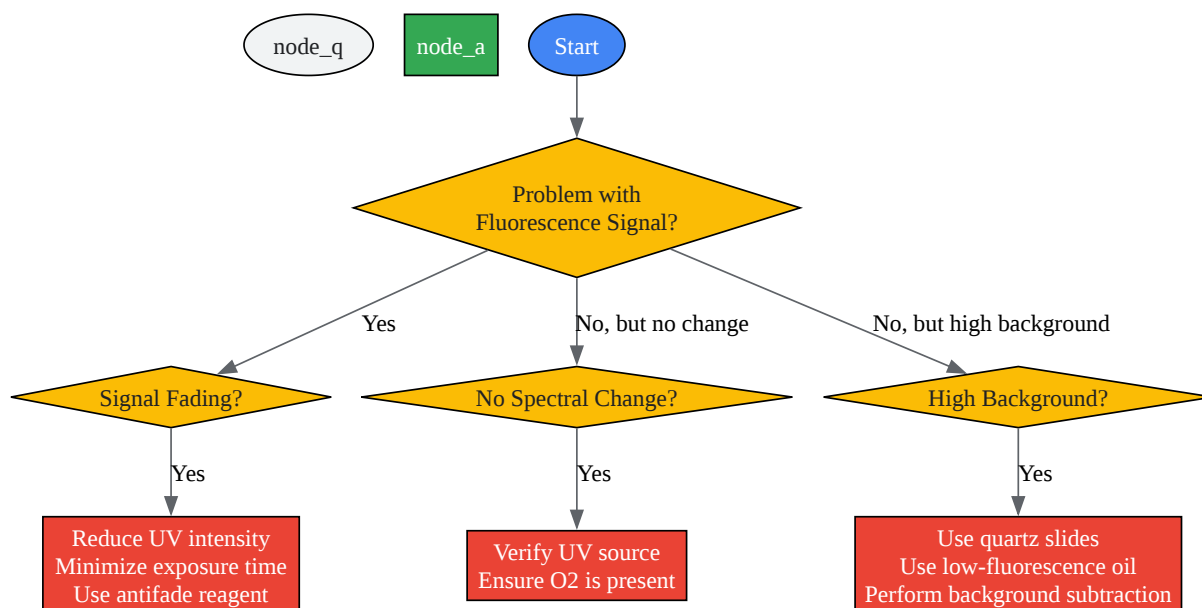 node_q
node_a
Start
Problem with
Fluorescence Signal?
Yes
No, but no change
No, but high background
Signal Fading?
No Spectral Change?
High Background?
Yes
Yes
Yes
Reduce UV intensity
Minimize exposure time
Use antifade reagent
Verify UV source
Ensure O2 is present
Use quartz slides
Use low-fluorescence oil
Perform background subtraction